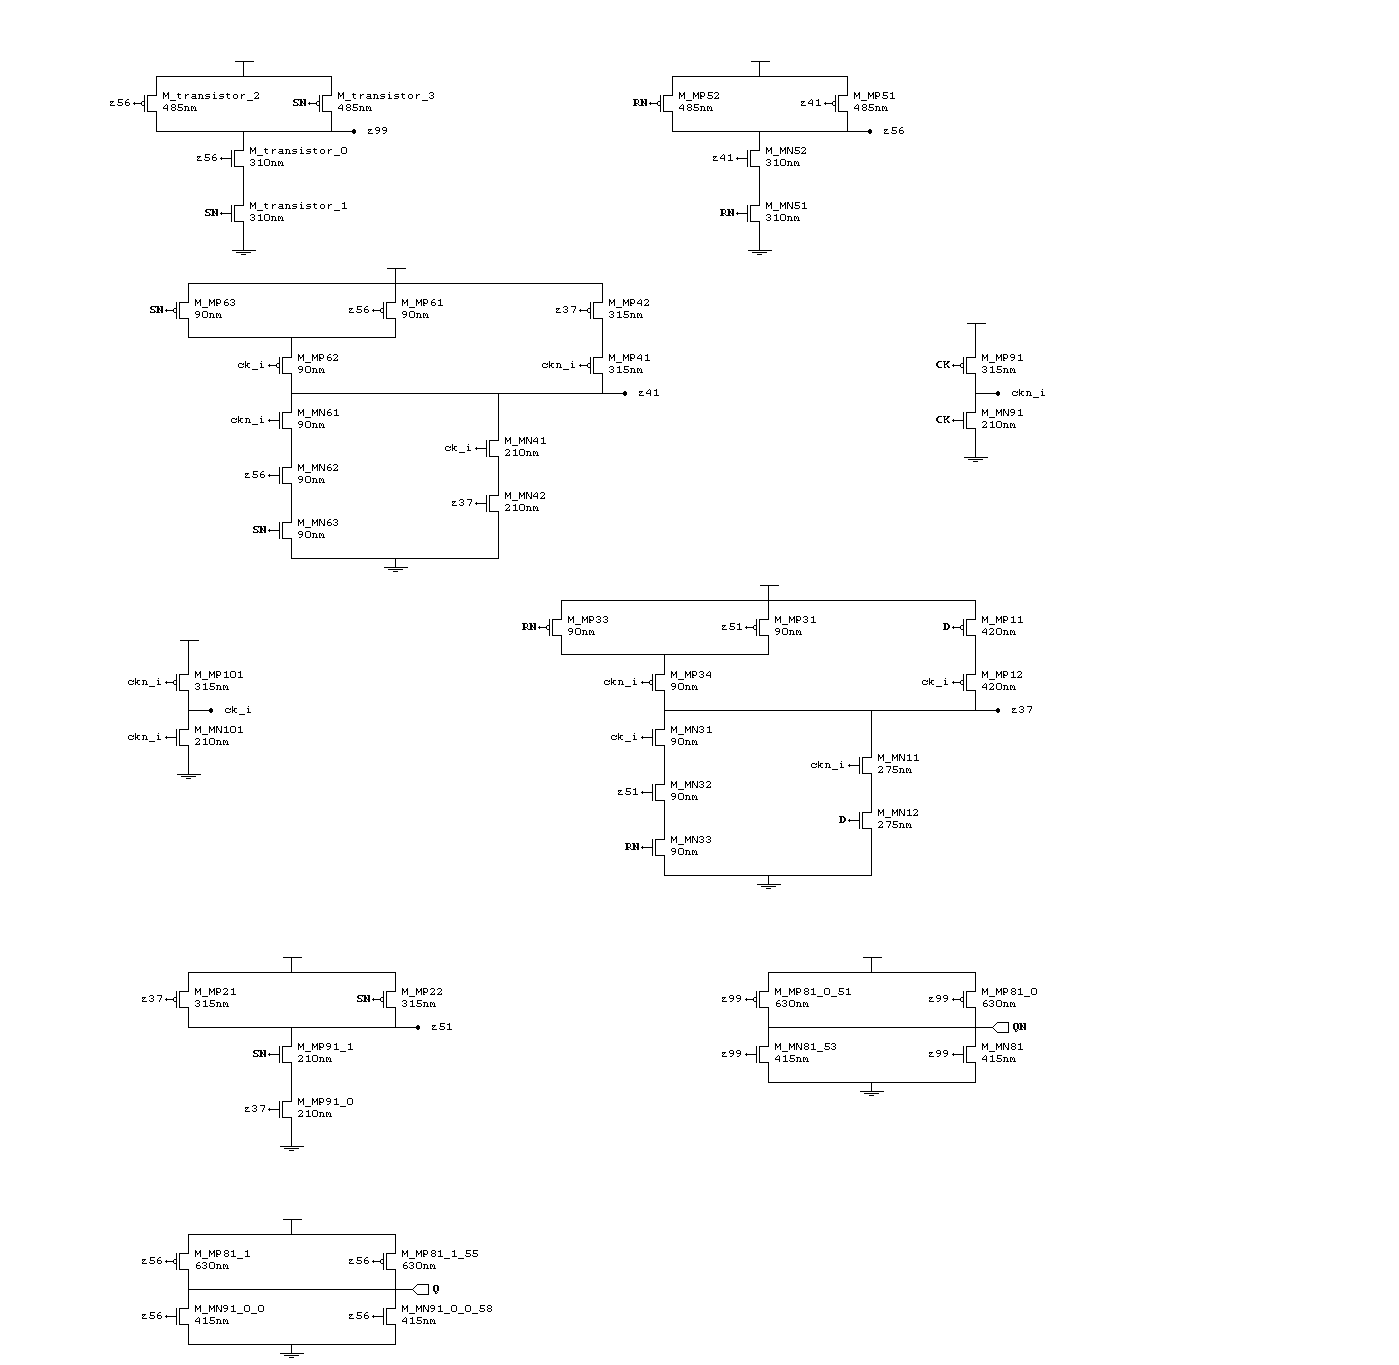 M_transistor_2
z56
485nm
M_transistor_3
SN
485nm
z99
M_transistor_0
z56
310nm
M_transistor_1
SN
310nm
M_MP52
RN
485nm
M_MP51
z41
485nm
z56
M_MN52
z41
310nm
M_MN51
RN
310nm
M_MP63
SN
90nm
M_MP61
z56
90nm
M_MP42
z37
315nm
M_MP62
ck_i
90nm
M_MP41
ckn_i
315nm
z41
M_MN61
ckn_i
90nm
M_MN41
ck_i
210nm
M_MN62
z56
90nm
M_MN42
z37
210nm
M_MN63
SN
90nm
M_MP91
CK
315nm
ckn_i
M_MN91
CK
210nm
M_MP101
ckn_i
315nm
ck_i
M_MN101
ckn_i
210nm
M_MP33
RN
90nm
M_MP31
z51
90nm
M_MP11
D
420nm
M_MP34
ckn_i
90nm
M_MP12
ck_i
420nm
z37
M_MN31
ck_i
90nm
M_MN11
ckn_i
275nm
M_MN32
z51
90nm
M_MN12
D
275nm
M_MN33
RN
90nm
M_MP21
z37
315nm
M_MP22
SN
315nm
z51
M_MP91_1
SN
210nm
M_MP91_0
z37
210nm
M_MP81_0_51
z99
630nm
M_MP81_0
z99
630nm
QN
M_MN81_53
z99
415nm
M_MN81
z99
415nm
M_MP81_1
z56
630nm
M_MP81_1_55
z56
630nm
Q
M_MN91_0_0
z56
415nm
M_MN91_0_0_58
z56
415nm